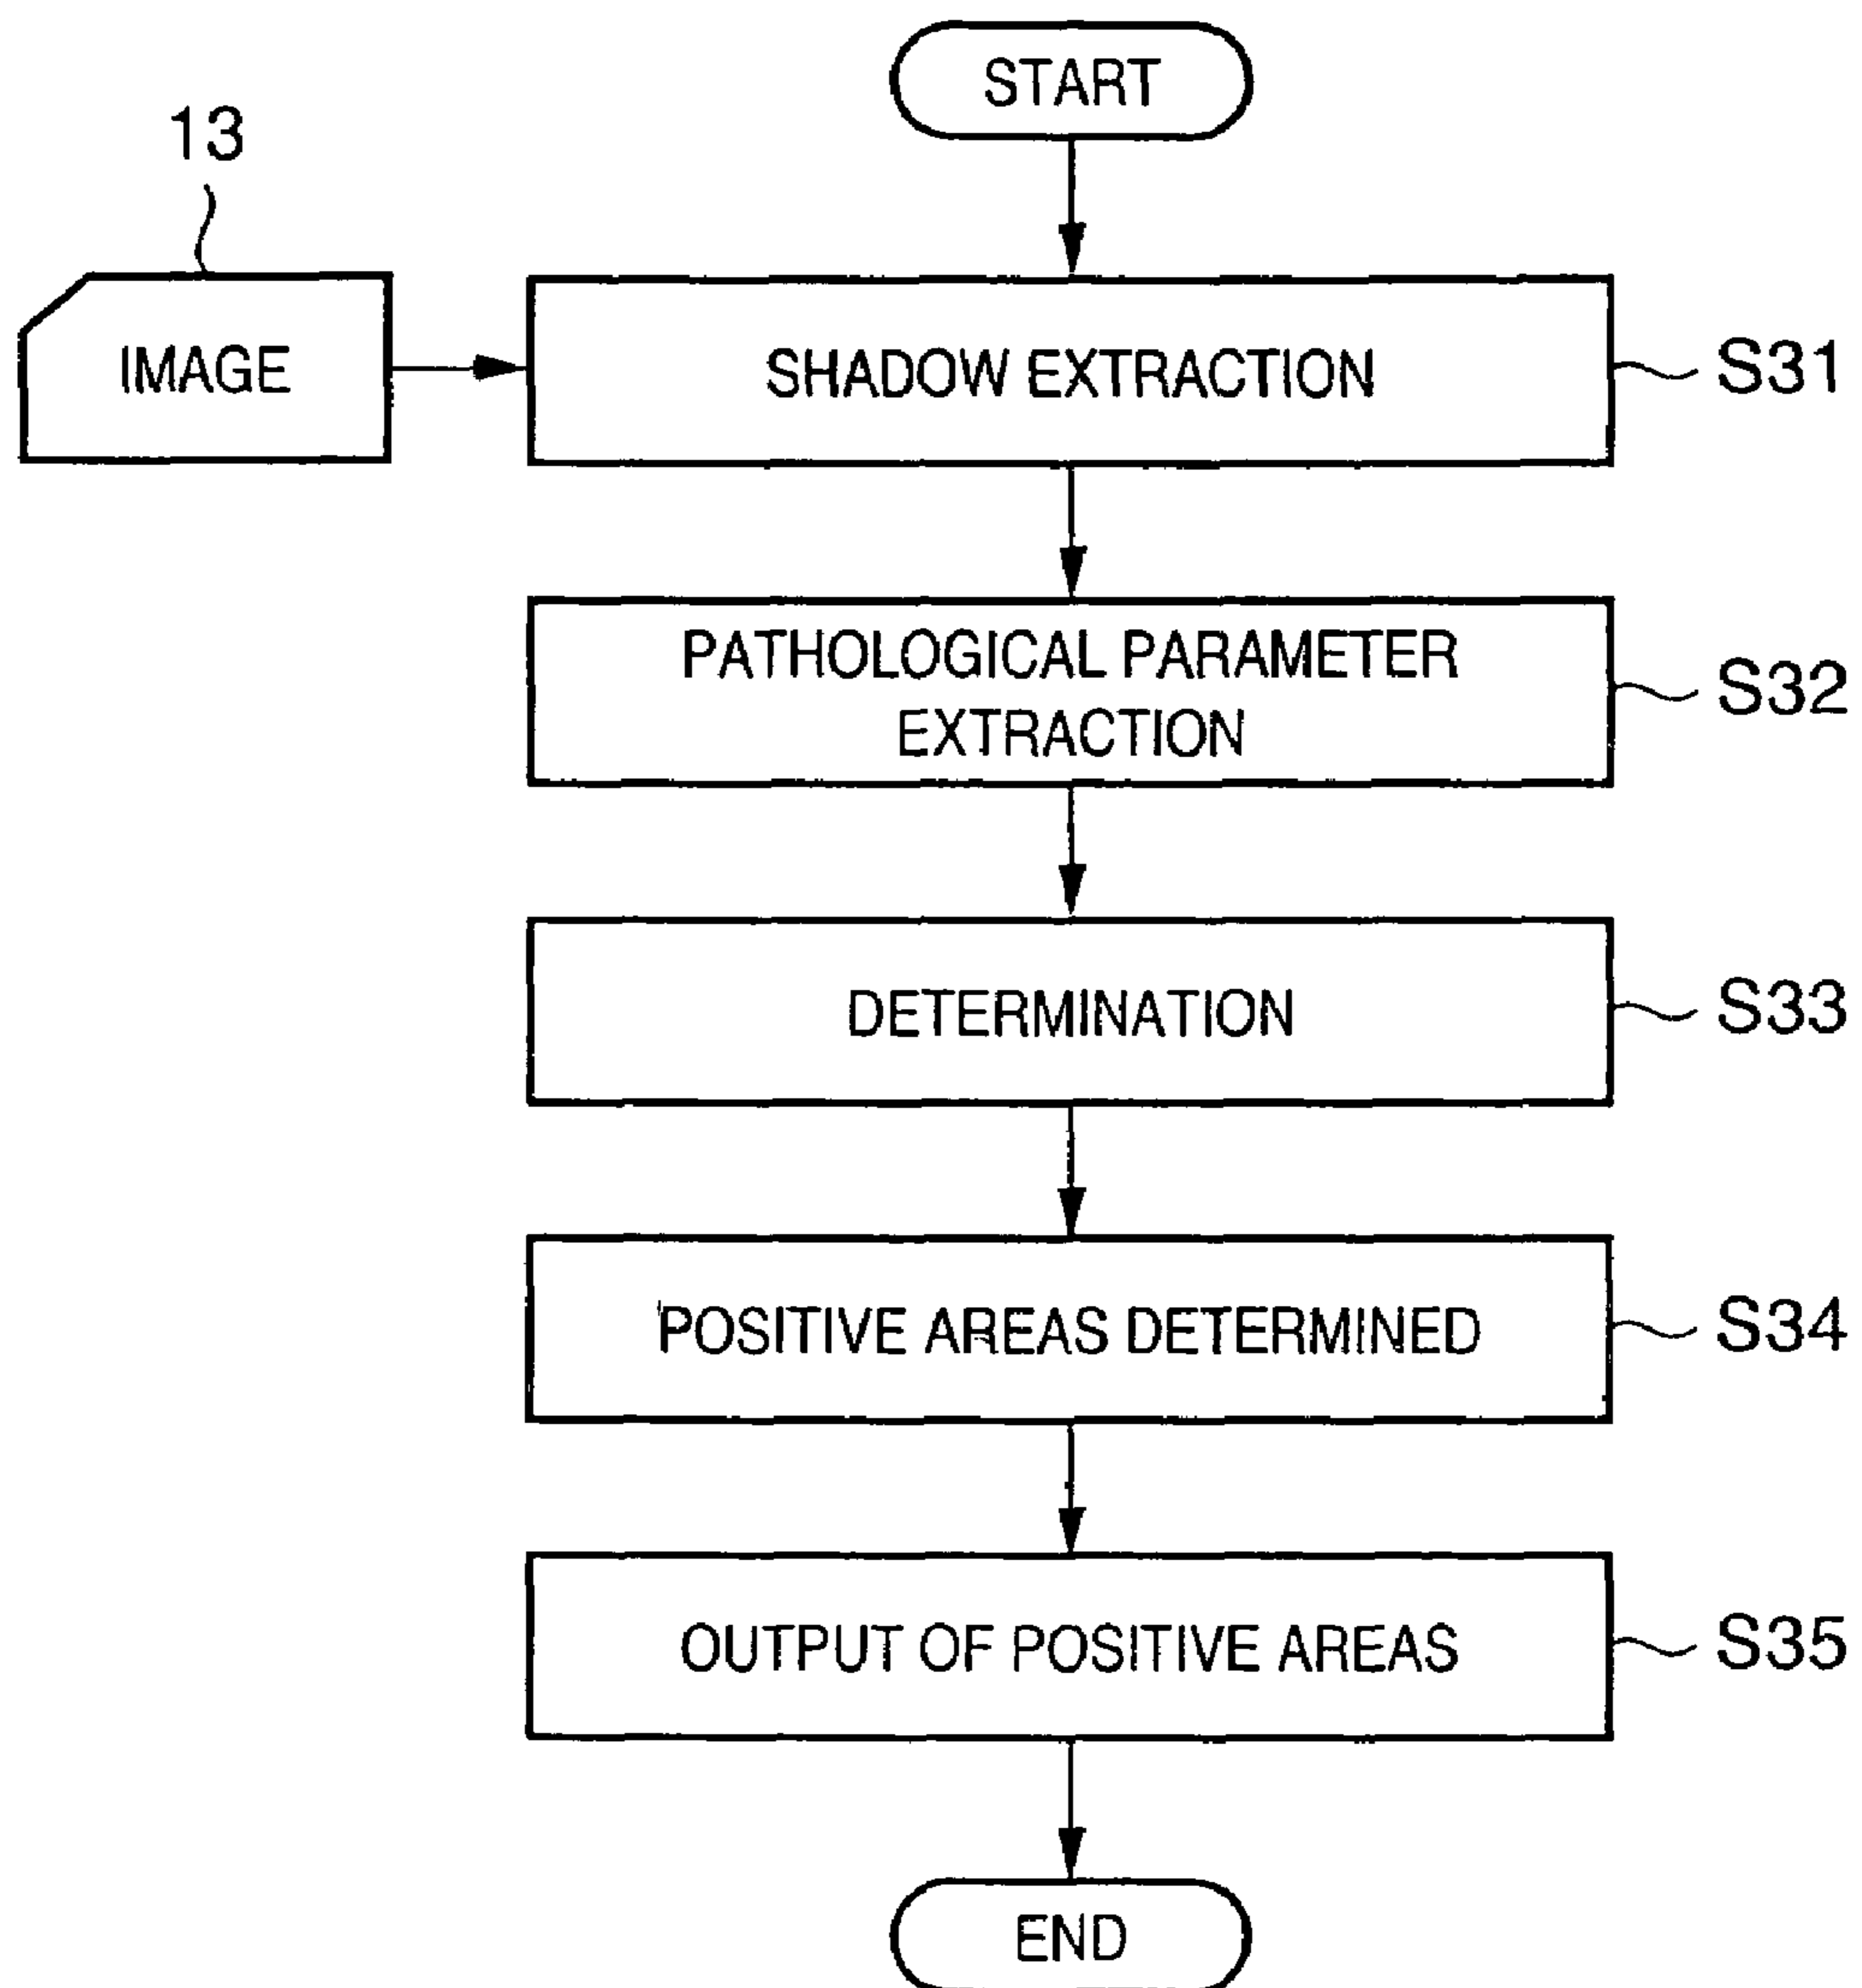 START
13
IMAGE
SHADOW EXTRACTION
S31
PATHOLOGICAL PARAMETER
EXTRACTION
S32
DETERMINATION
S33
POSITIVE AREAS DETERMINED
S34
OUTPUT OF POSITIVE AREAS
S35
END